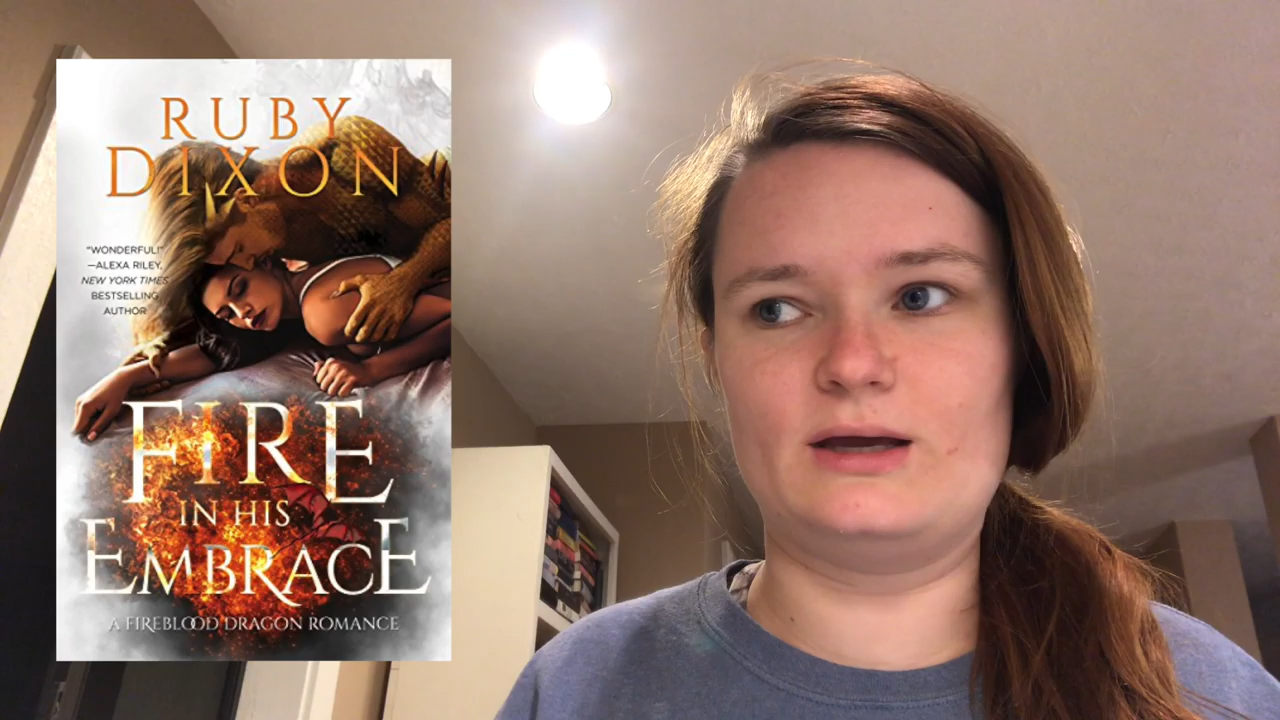 RUBY
DIXON
"WONDERFUL!"
—ALEXA RILEY,
NEW YORK TIMES
BESTSELLING
AUTHOR
FIRE
IN HIS
EMBRACE
A FIREBLOOD DRAGON ROMANCE